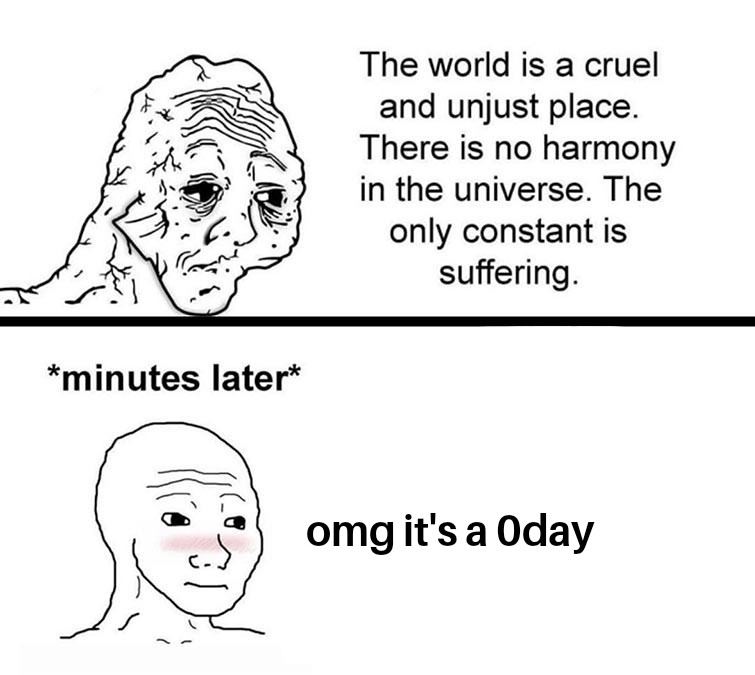 The world is a cruel
and unjust place.
There is no harmony
in the universe. The
only constant is
suffering.
*minutes later*
omg it's a 0day